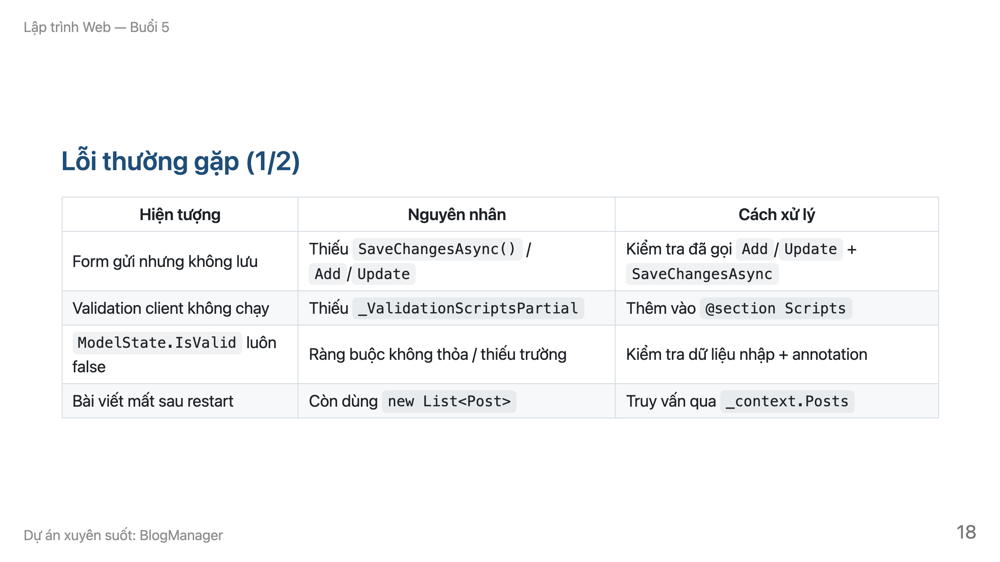 Lập trình Web — Buổi 5
Lỗi thường gặp (1/2)
Hiện tượng
Nguyên nhân
Cách xử lý
Form gửi nhưng không lưu
Thiếu SaveChangesAsync() /
Add/Update
Kiểm tra đã gọi Add/Update +
SaveChangesAsync
Validation client không chạy
Thiếu _ValidationScriptsPartial
Thêm vào @section Scripts
ModelState.IsValid luôn
false
Ràng buộc không thỏa / thiếu trường
Kiểm tra dữ liệu nhập + annotation
Bài viết mất sau restart
Còn dùng new List<Post>
Truy vấn qua _context.Posts
Dự án xuyên suốt: BlogManager
18